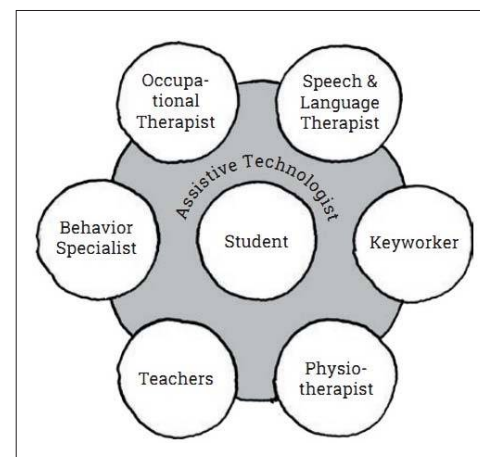 Occupa-
tional
Therapist
Speech &
Language
Therapist
Assistive Technologist
Behavior
Specialist
Student
Keyworker
Teachers
Physio-
therapist